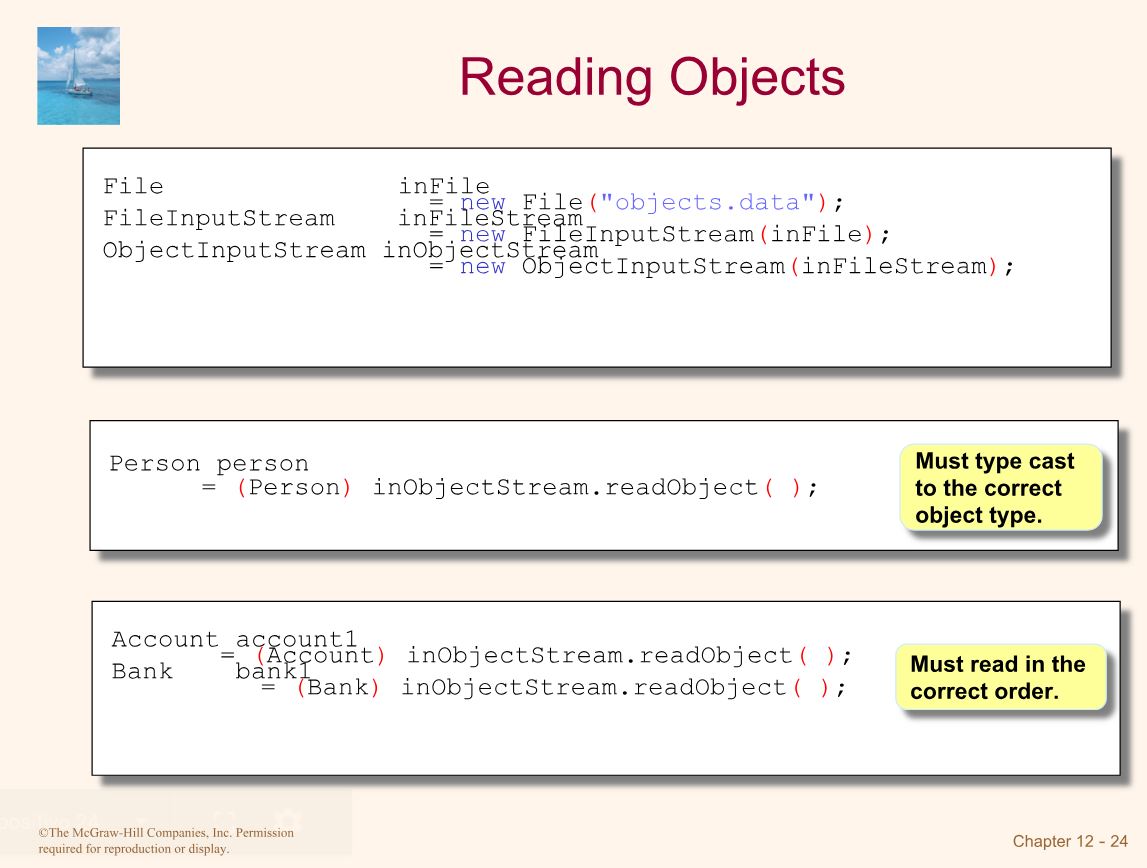 Reading Objects
File               inFile
= new File("objects.data");
FileInputStream    inFileStream
= new FileInputStream(inFile);
ObjectInputStream inObjectStream
= new ObjectInputStream(inFileStream);
Person person
= (Person) inObjectStream.readObject( );
Must type cast
to the correct
object type.
Account account1
= (Account) inObjectStream.readObject( );
Bank    bank1
= (Bank) inObjectStream.readObject( );
Must read in the
correct order.
©The McGraw-Hill Companies, Inc. Permission
required for reproduction or display.
Chapter 12 - 24